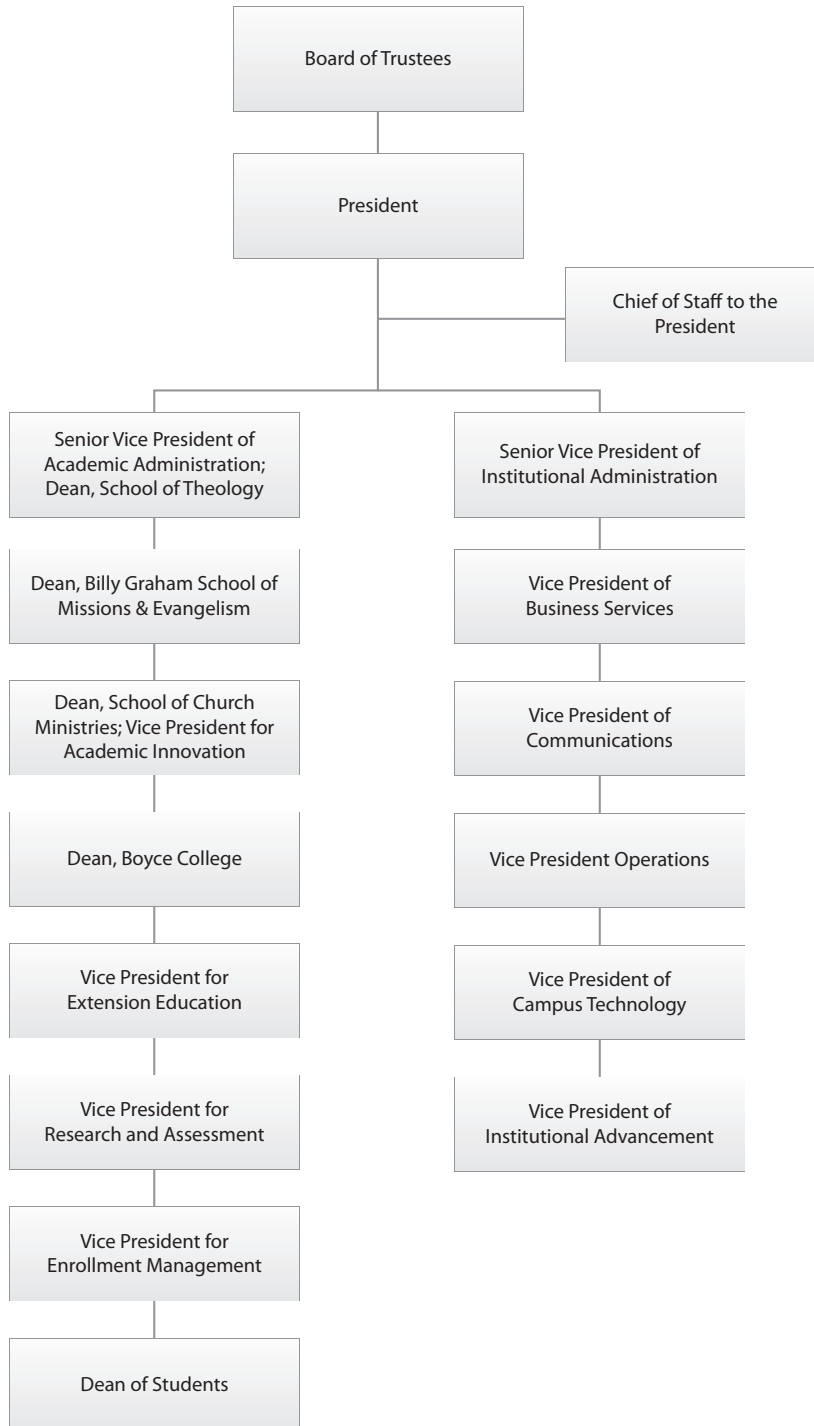 Board of Trustees
President
Chief of Staff to the
President
Senior Vice President of
Academic Administration;
Dean, School of Theology
Senior Vice President of
Institutional Administration
Dean, Billy Graham School of
Missions & Evangelism
Vice President of
Business Services
Dean, School of Church
Ministries; Vice President for
Academic Innovation
Vice President of
Communications
Dean, Boyce College
Vice President Operations
Vice President for
Extension Education
Vice President of
Campus Technology
Vice President for
Research and Assessment
Vice President of
Institutional Advancement
Vice President for
Enrollment Management
Dean of Students